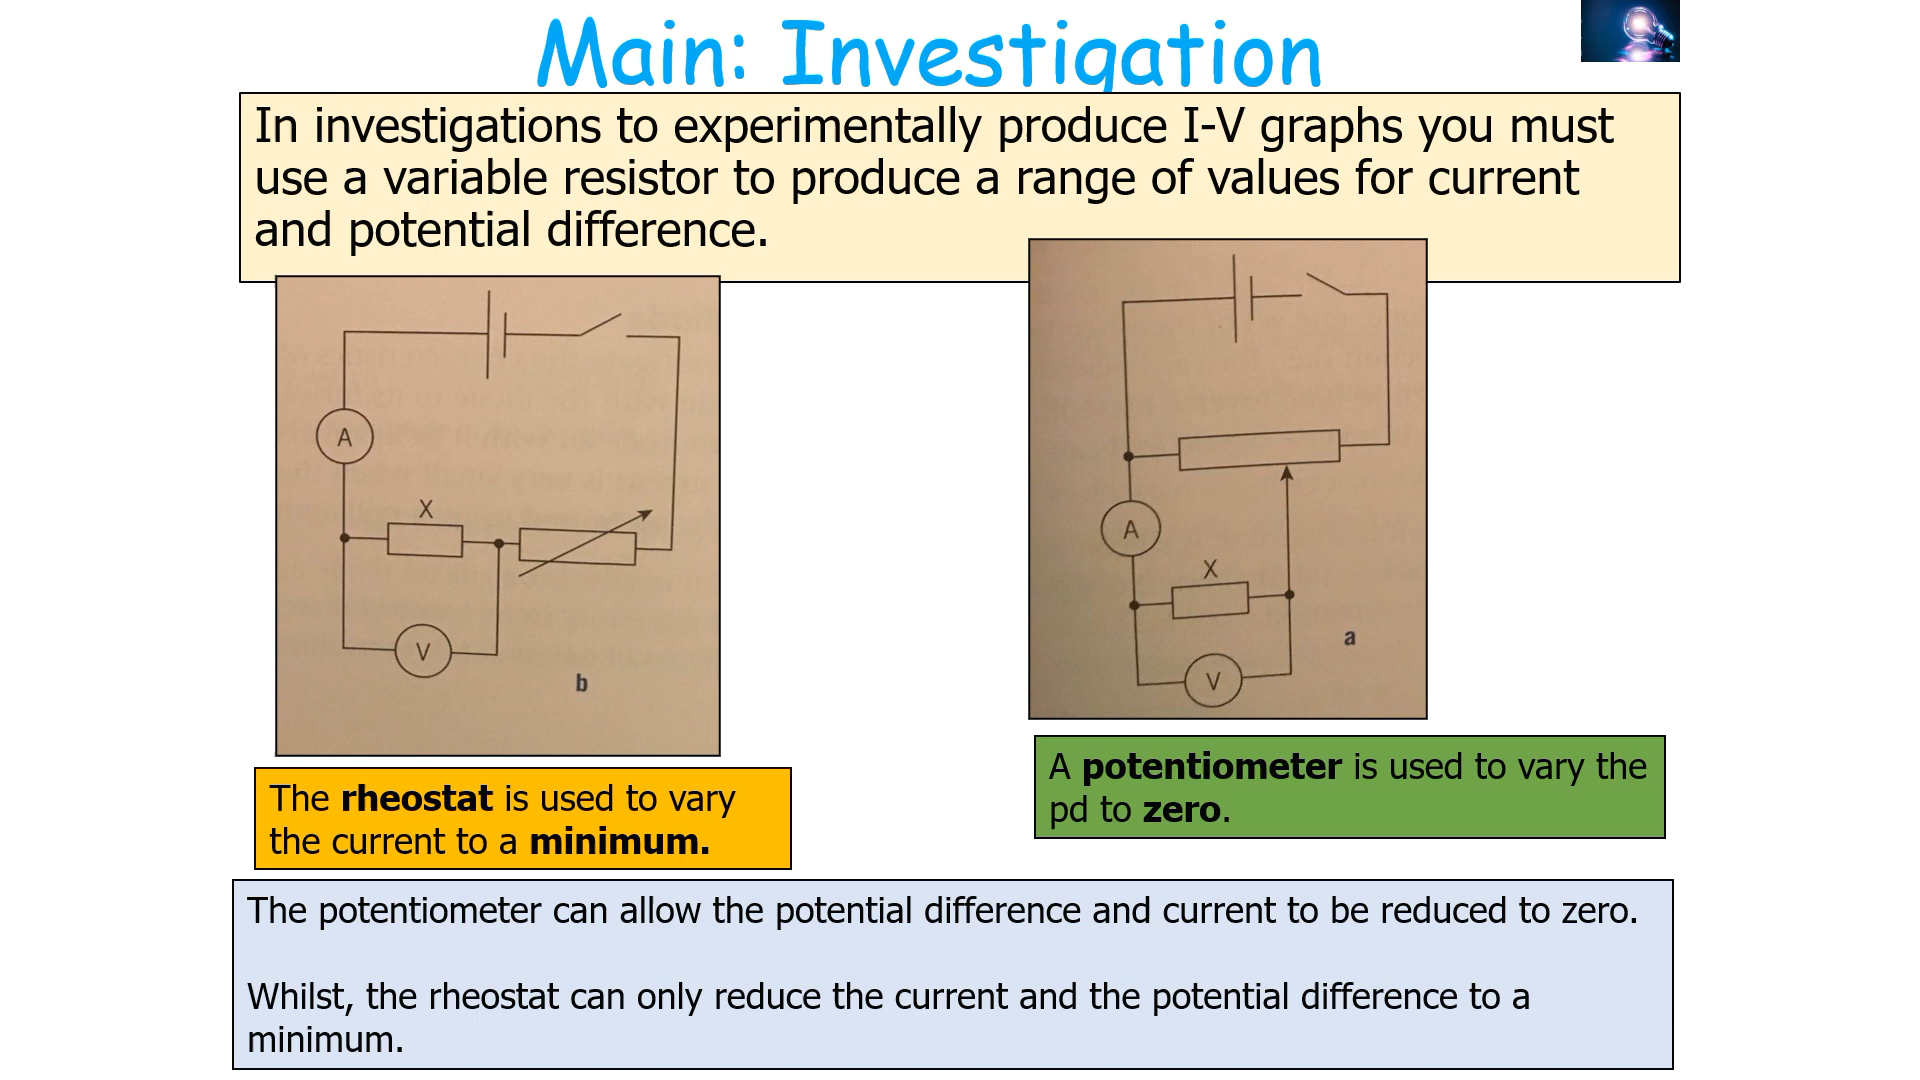 Main: Investigation
In investigations to experimentally produce I-V graphs you must
use a variable resistor to produce a range of values for current
and potential difference.
A
X
V
b
A
X
V
a
The rheostat is used to vary
the current to a minimum.
A potentiometer is used to vary the
pd to zero.
The potentiometer can allow the potential difference and current to be reduced to zero.
Whilst, the rheostat can only reduce the current and the potential difference to a
minimum.